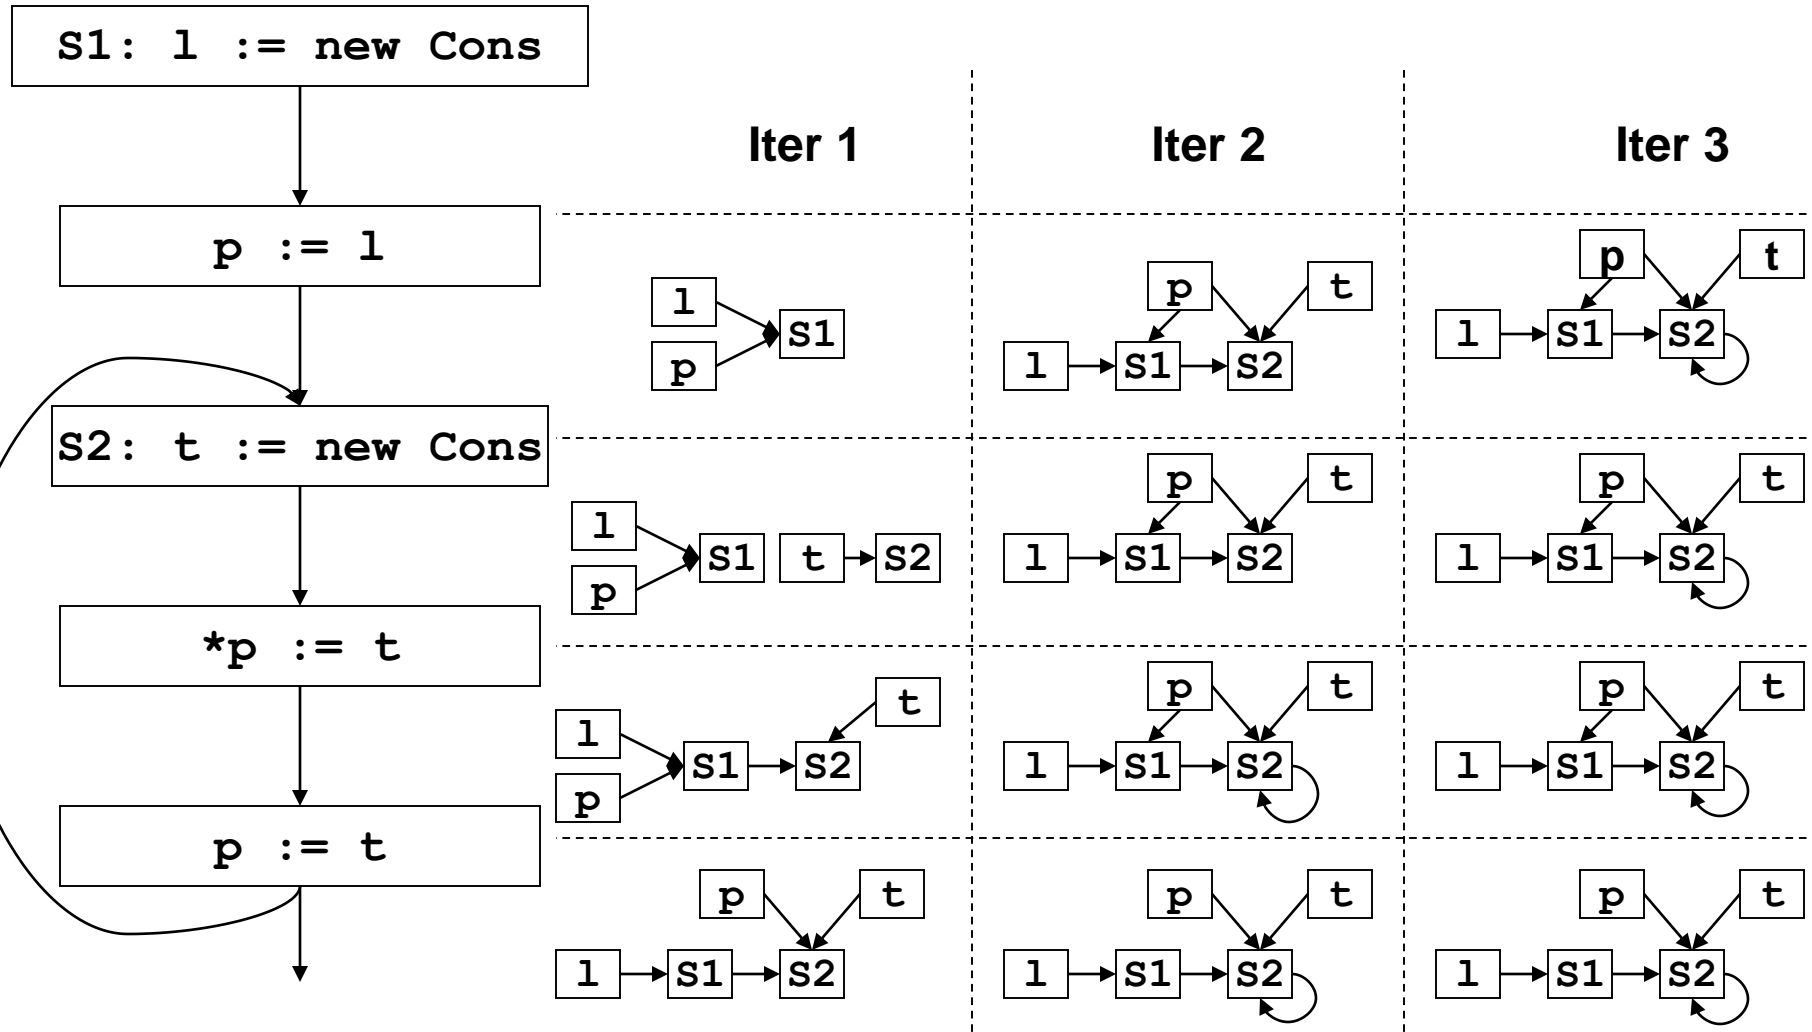 S1: l := new Cons
Iter 1 Iter 2 Iter 3
p := l
p t
p t
l S1
l S1 S2
p
l S1 S2
S2: t := new Cons
p t
p t
l
S1 t S2
l S1 S2
l S1 S2
p
*p := t
t
p t
p t
l
S1 S2
l S1 S2
l S1 S2
p
p := t
p t
p t
p t
l S1 S2
l S1 S2
l S1 S2